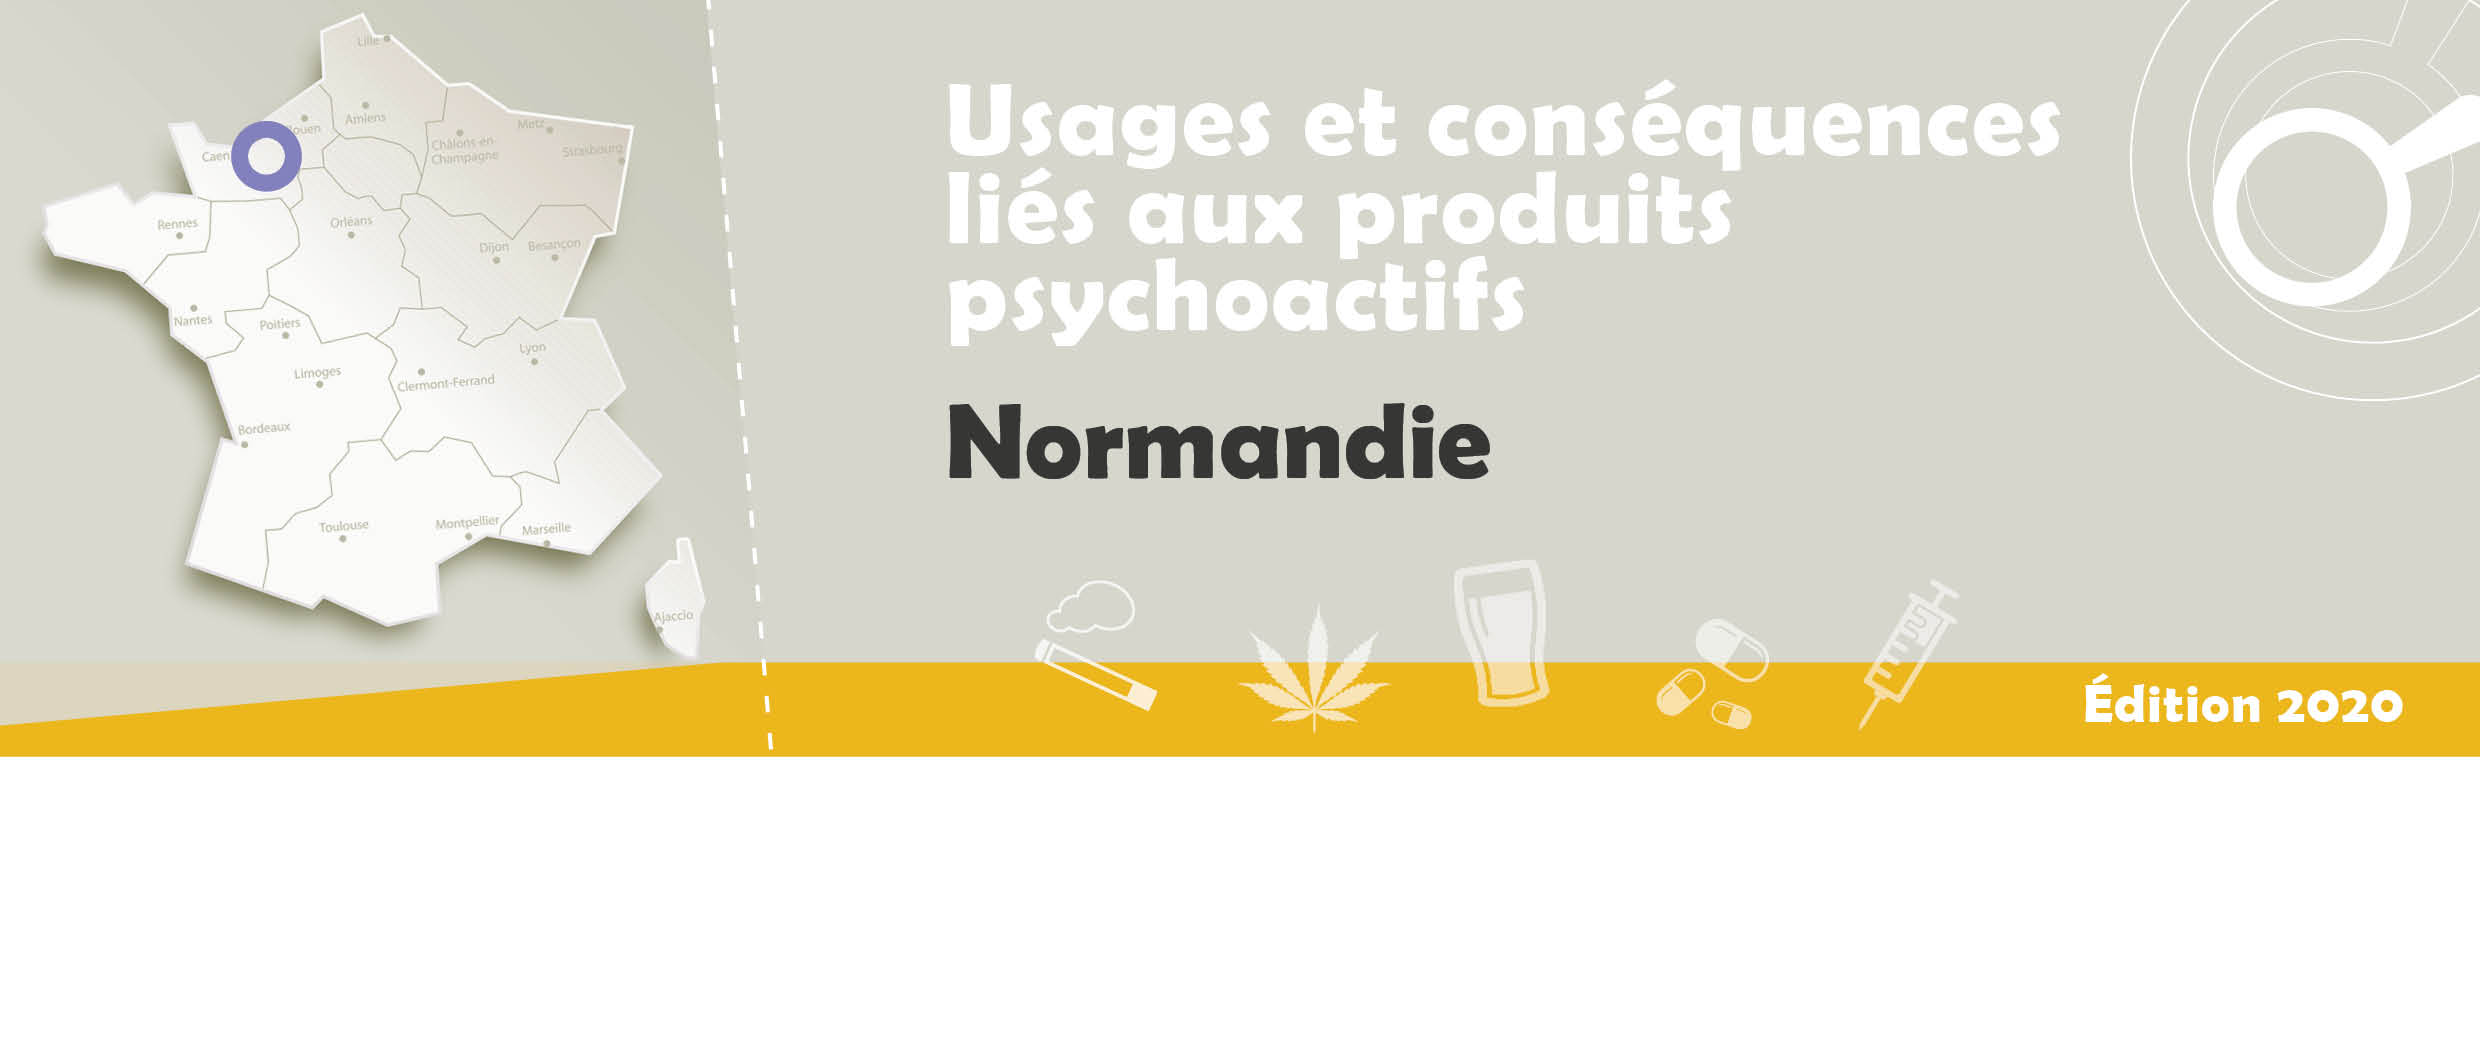 Lille
Amiens
Caen
Châlons-en-
Champagne
Metz
Strasbourg
Rennes
Orléans
Dijon
Besançon
Nantes
Poitiers
Limoges
Clermont-Ferrand
Lyon
Bordeaux
Toulouse
Montpellier
Marseille
Ajaccio
Usages et conséquences
liés aux produits
psychoactifs
Normandie
Édition 2020